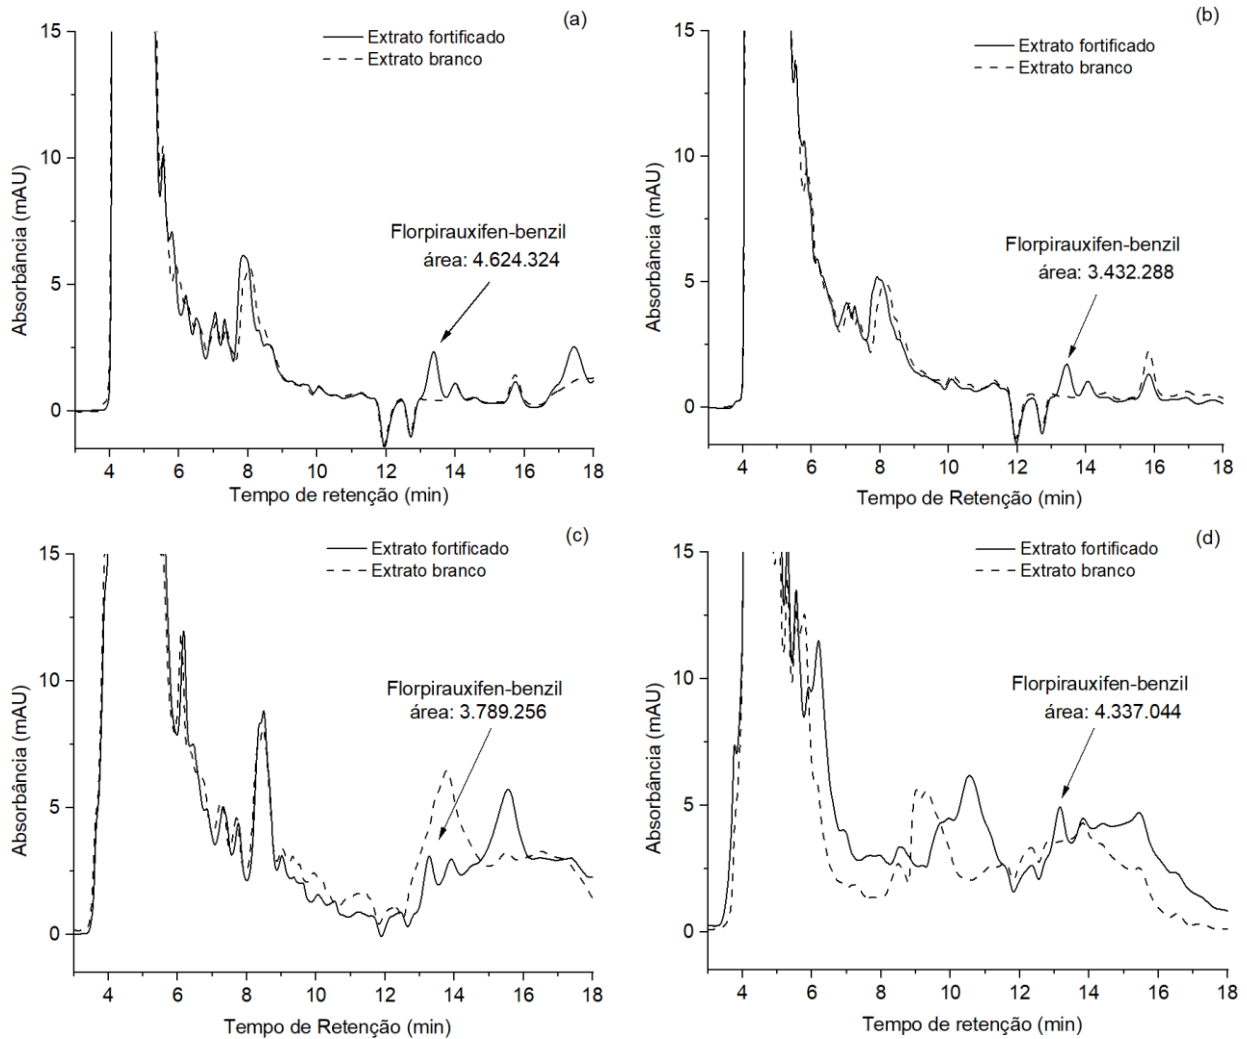 (a)
15
10
5
0
Absorbância (mAU)
Extrato fortificado
Extrato branco
Florpirauxifen-benzil
área: 4.624.324
4 6 8 10 12 14 16 18
Tempo de retenção (min)
(b)
15
10
5
0
Absorbância (mAU)
Extrato fortificado
Extrato branco
Florpirauxifen-benzil
área: 3.432.288
4 6 8 10 12 14 16 18
Tempo de Retenção (min)
(c)
15
10
5
0
Absorbância (mAU)
Extrato fortificado
Extrato branco
Florpirauxifen-benzil
área: 3.789.256
4 6 8 10 12 14 16 18
Tempo de Retenção (min)
(d)
15
10
5
0
Absorbância (mAU)
Extrato fortificado
Extrato branco
Florpirauxifen-benzil
área: 4.337.044
4 6 8 10 12 14 16 18
Tempo de retenção (min)